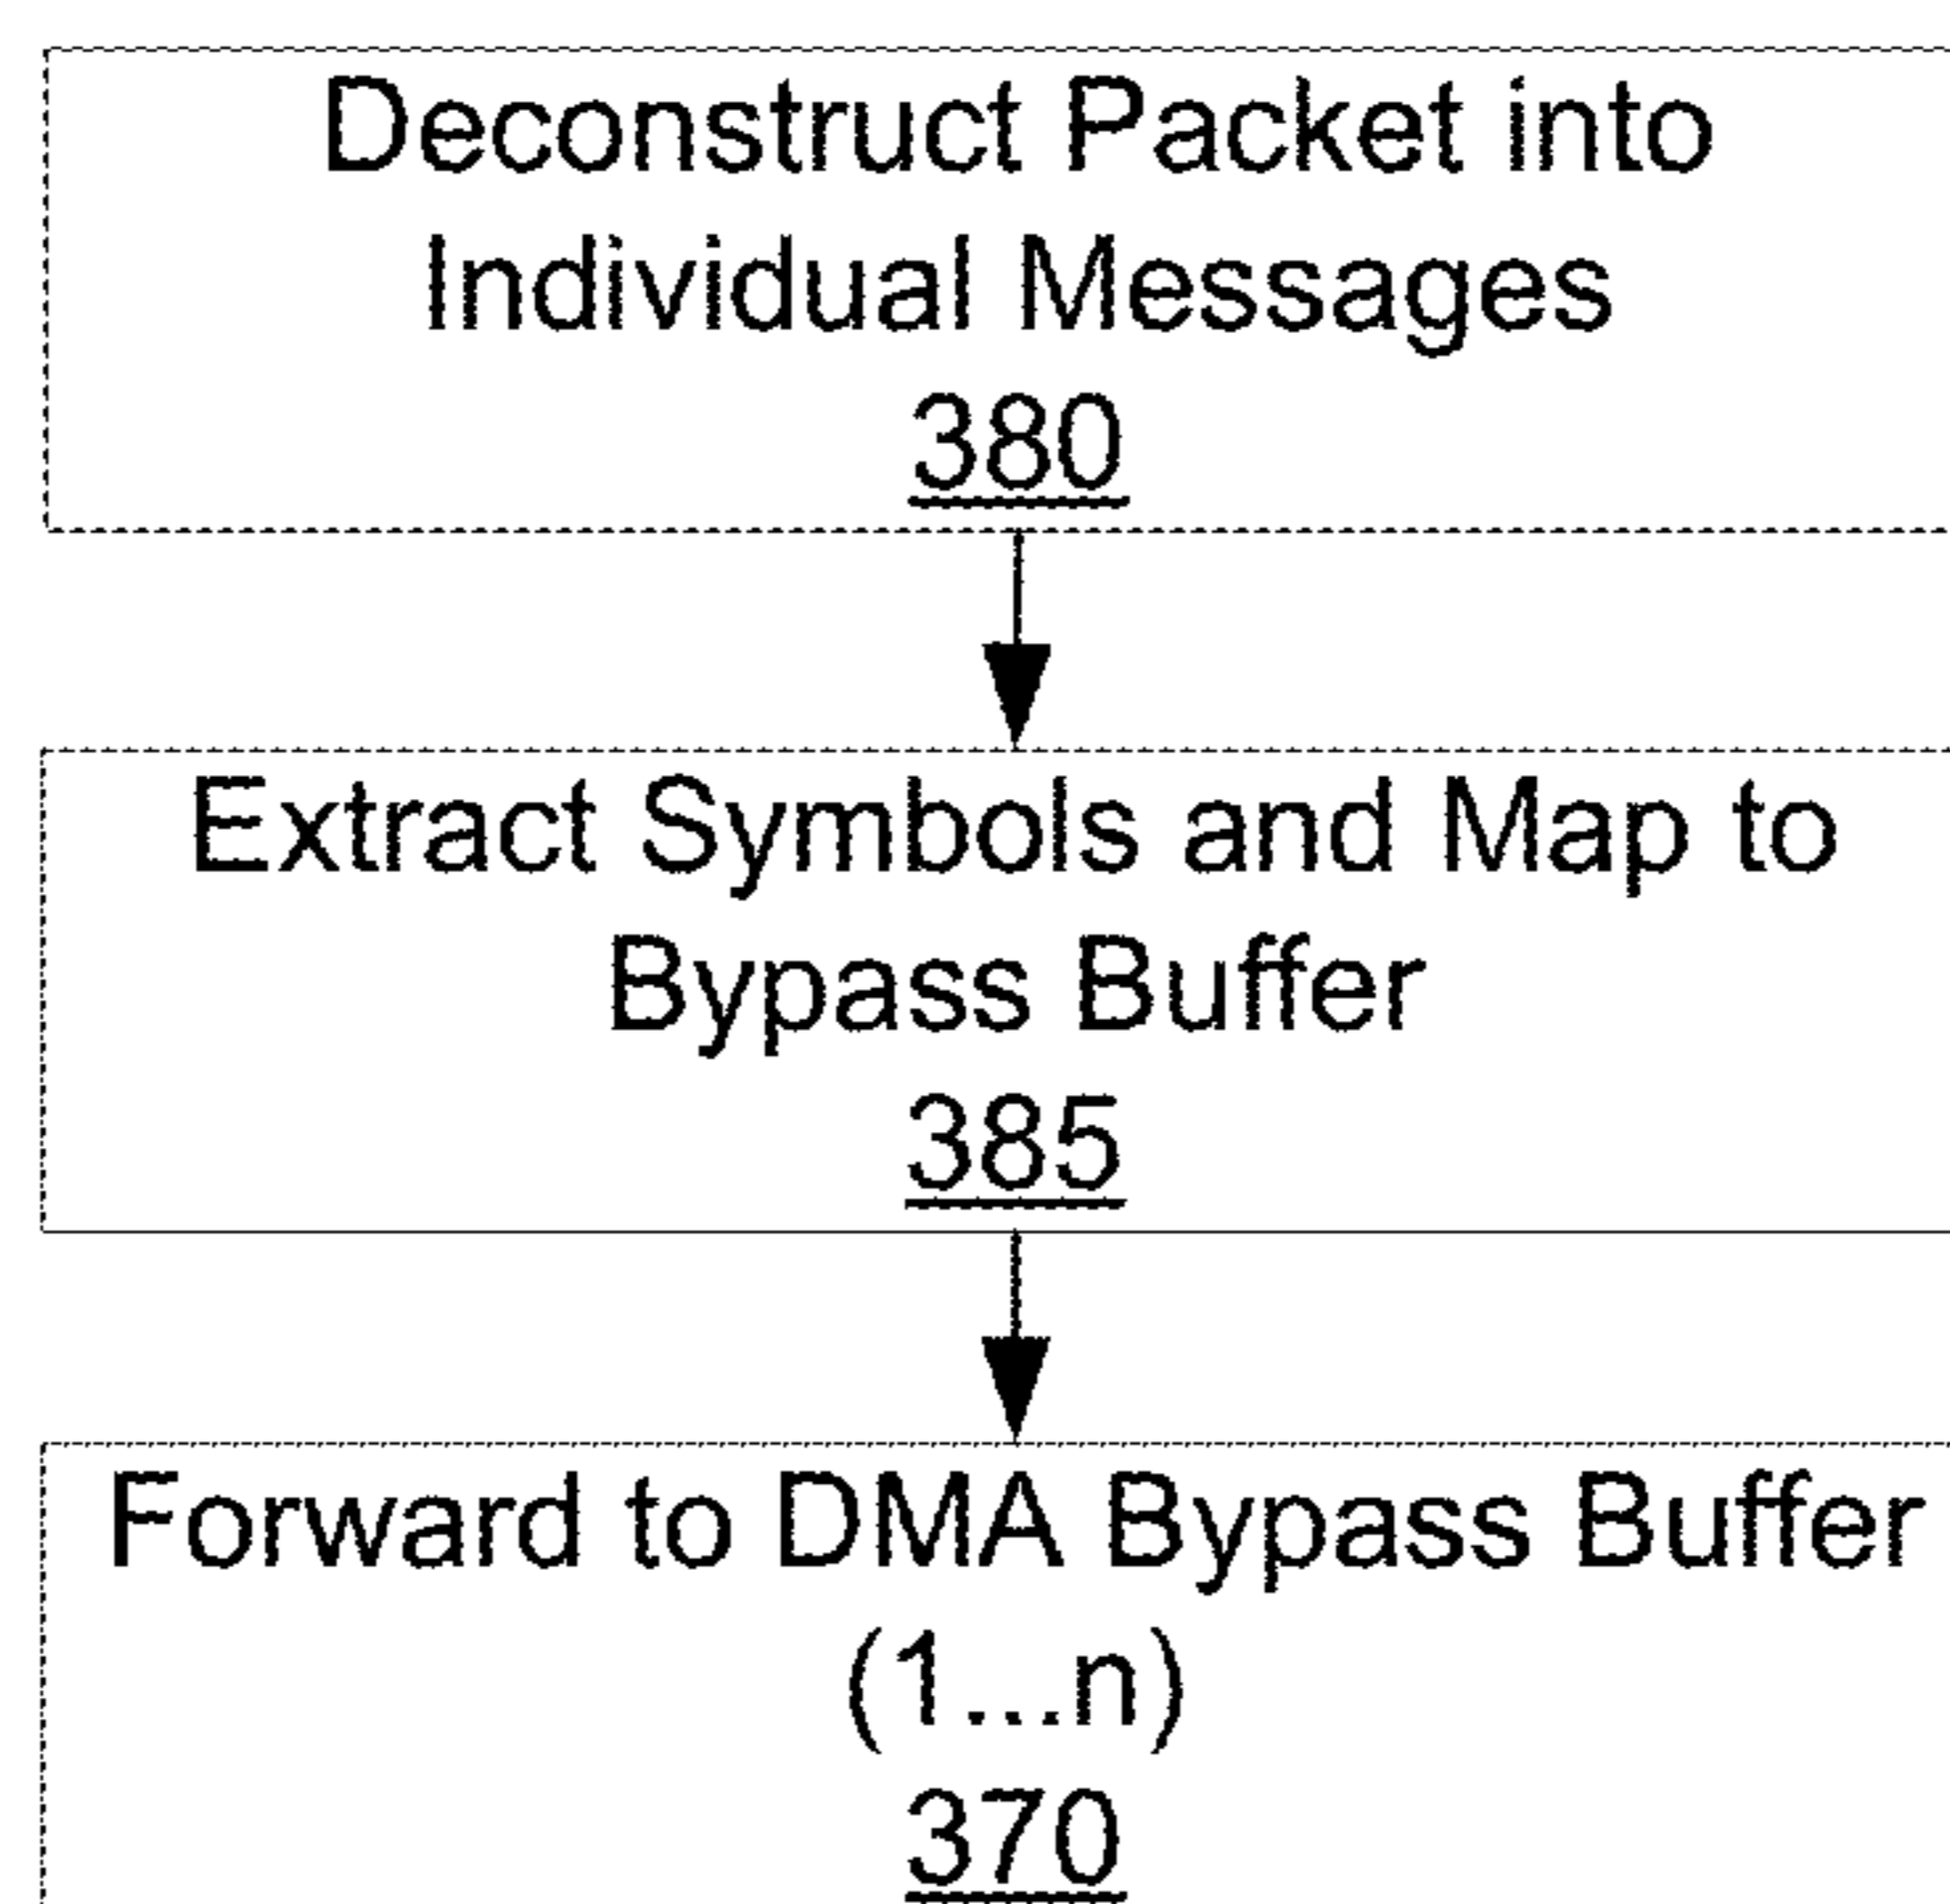 Deconstruct Packet into
Individual Messages
380
Extract Symbols and Map to
Bypass Buffer
385
Forward to DMA Bypass Buffer
(1...n)
370